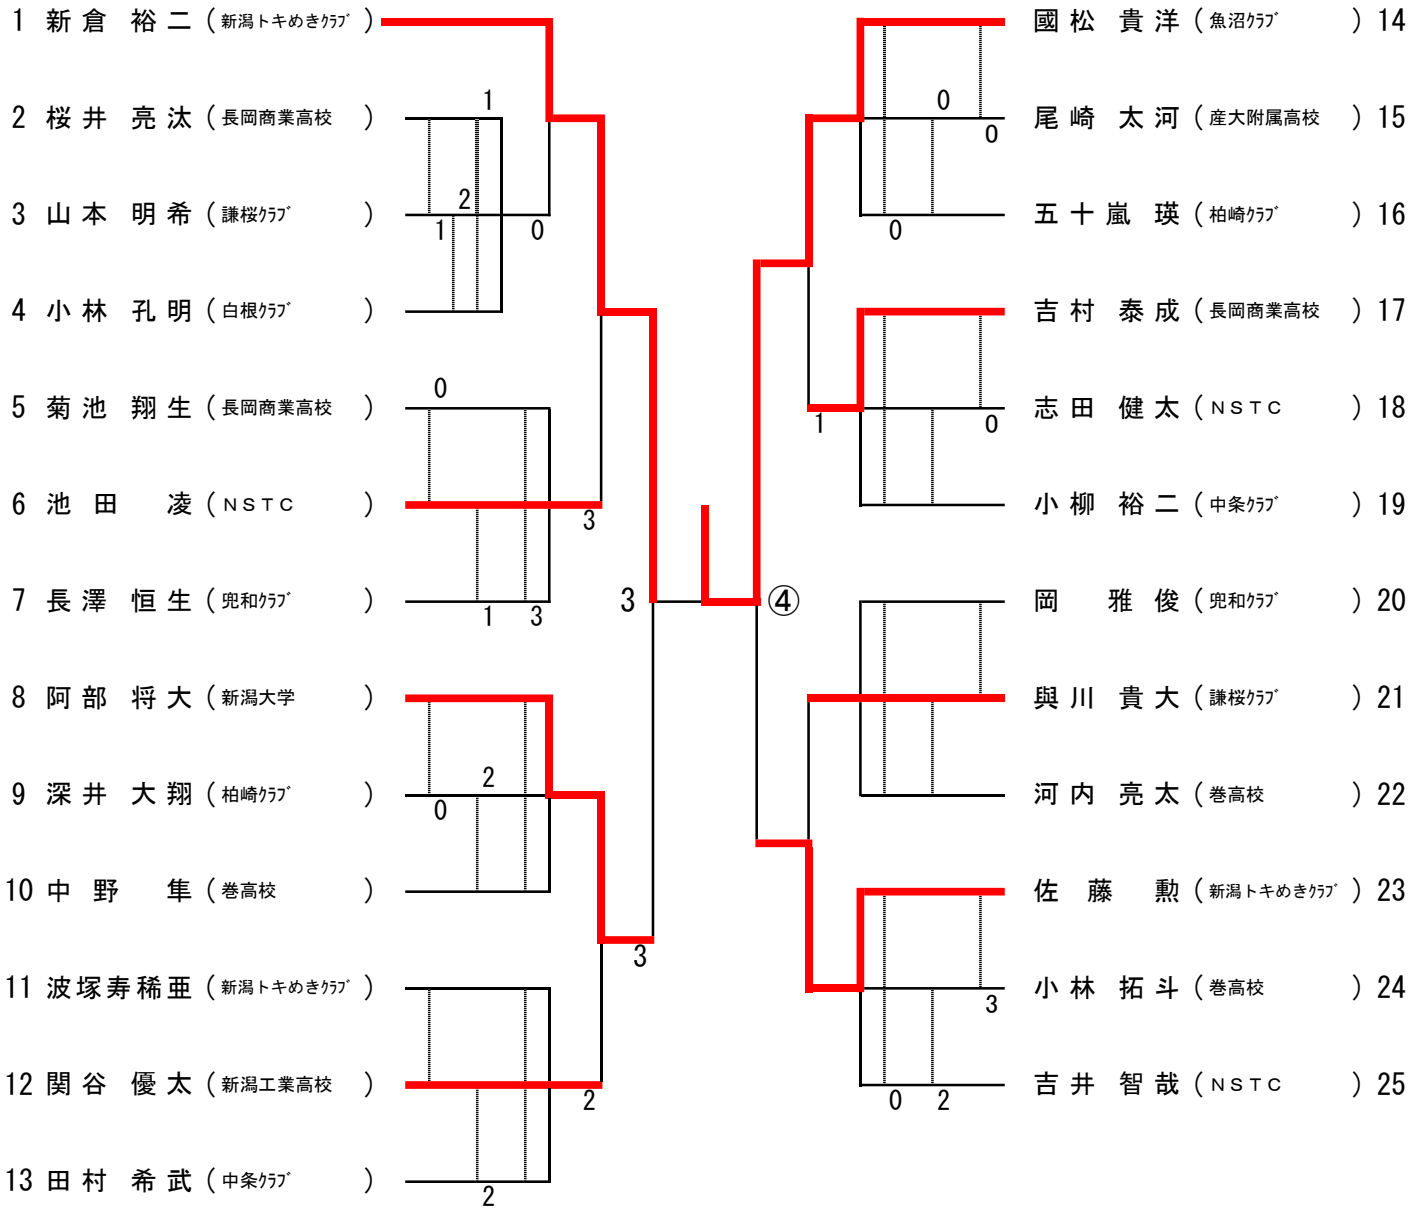 1 新倉 裕二 (新潟トキめきｸﾗﾌﾞ)
1
2 桜井 亮汰 (長岡商業高校)
2
3 山本 明希 (謙桜ｸﾗﾌﾞ)
1 0
4 小林 孔明 (白根ｸﾗﾌﾞ)
0
5 菊池 翔生 (長岡商業高校)
6 池田 凌 (NSTC)
3
7 長澤 恒生 (兜和ｸﾗﾌﾞ)
1 3
8 阿部 将大 (新潟大学)
2
9 深井 大翔 (柏崎ｸﾗﾌﾞ)
0
10 中野 隼 (巻高校)
3
11 波塚寿稀亜 (新潟トキめきｸﾗﾌﾞ)
12 関谷 優太 (新潟工業高校)
2
13 田村 希武 (中条ｸﾗﾌﾞ)
2
3 ④
國松 貴洋 (魚沼ｸﾗﾌﾞ) 14
0
尾崎 太河 (産大附属高校) 15
0
五十嵐 瑛 (柏崎ｸﾗﾌﾞ) 16
0
吉村 泰成 (長岡商業高校) 17
志田 健太 (NSTC) 18
1 0
小柳 裕二 (中条ｸﾗﾌﾞ) 19
岡 雅俊 (兜和ｸﾗﾌﾞ) 20
與川 貴大 (謙桜ｸﾗﾌﾞ) 21
河内 亮太 (巻高校) 22
佐藤 勲 (新潟トキめきｸﾗﾌﾞ) 23
小林 拓斗 (巻高校) 24
3
吉井 智哉 (NSTC) 25
0 2